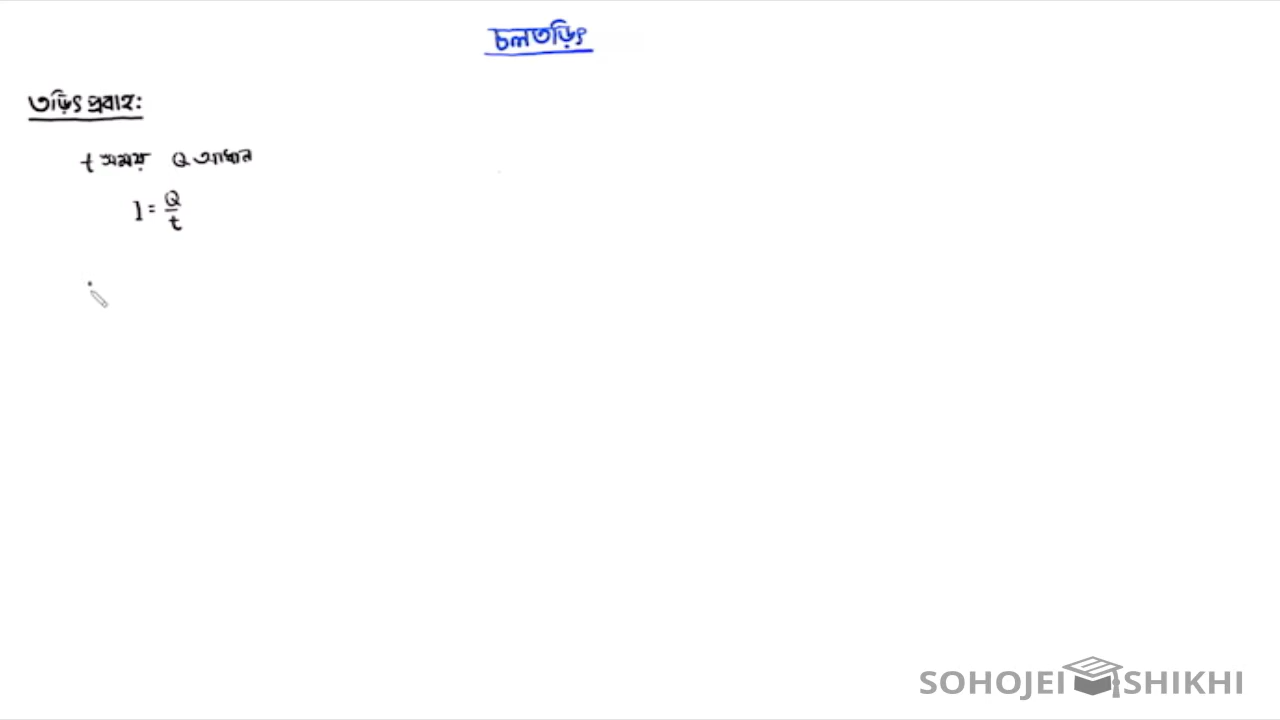 চলতড়িৎ
তড়িৎ প্রবাহ:
t সময় Q আধান
I = Q/t
SOHOJEI SHIKHI